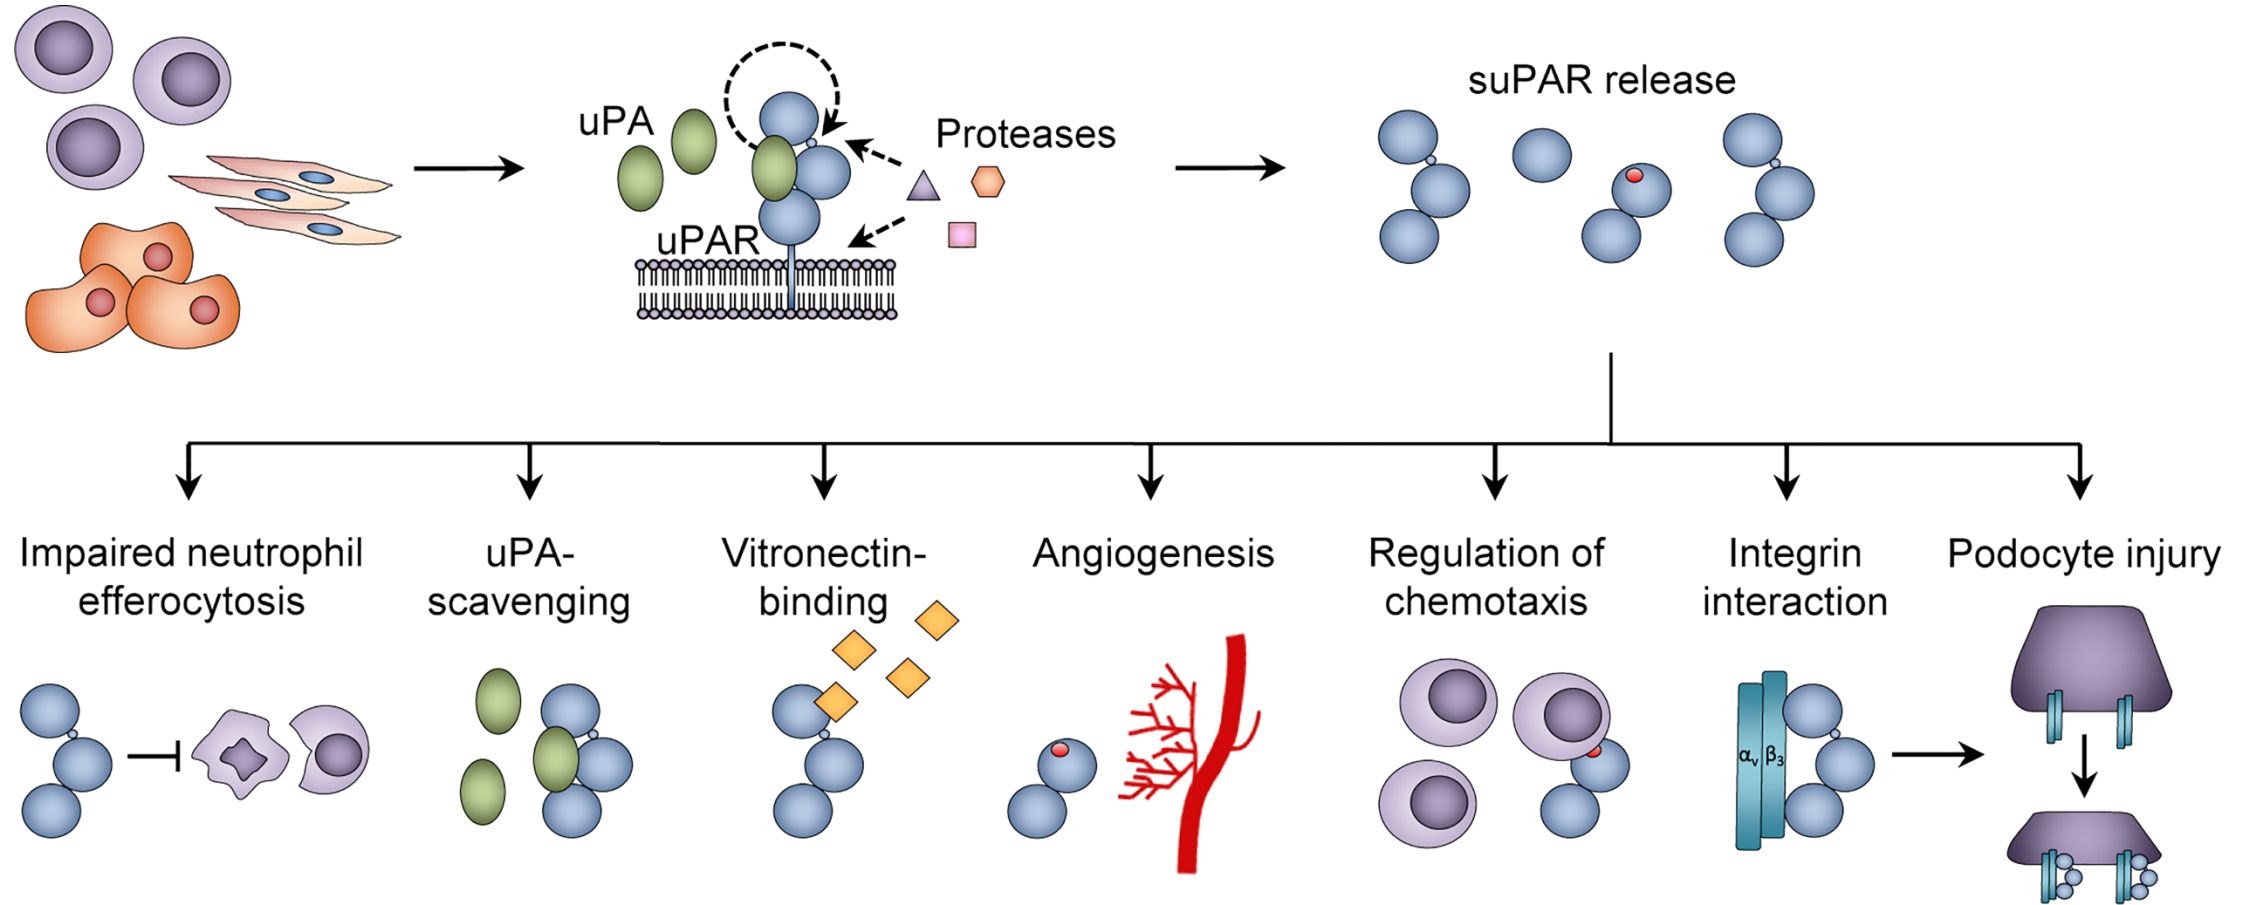 suPAR release
uPA
Proteases
uPAR
Impaired neutrophil
efferocytosis
uPA-
scavenging
Vitronectin-
binding
Angiogenesis
Regulation of
chemotaxis
Integrin
interaction
Podocyte injury
αv β3